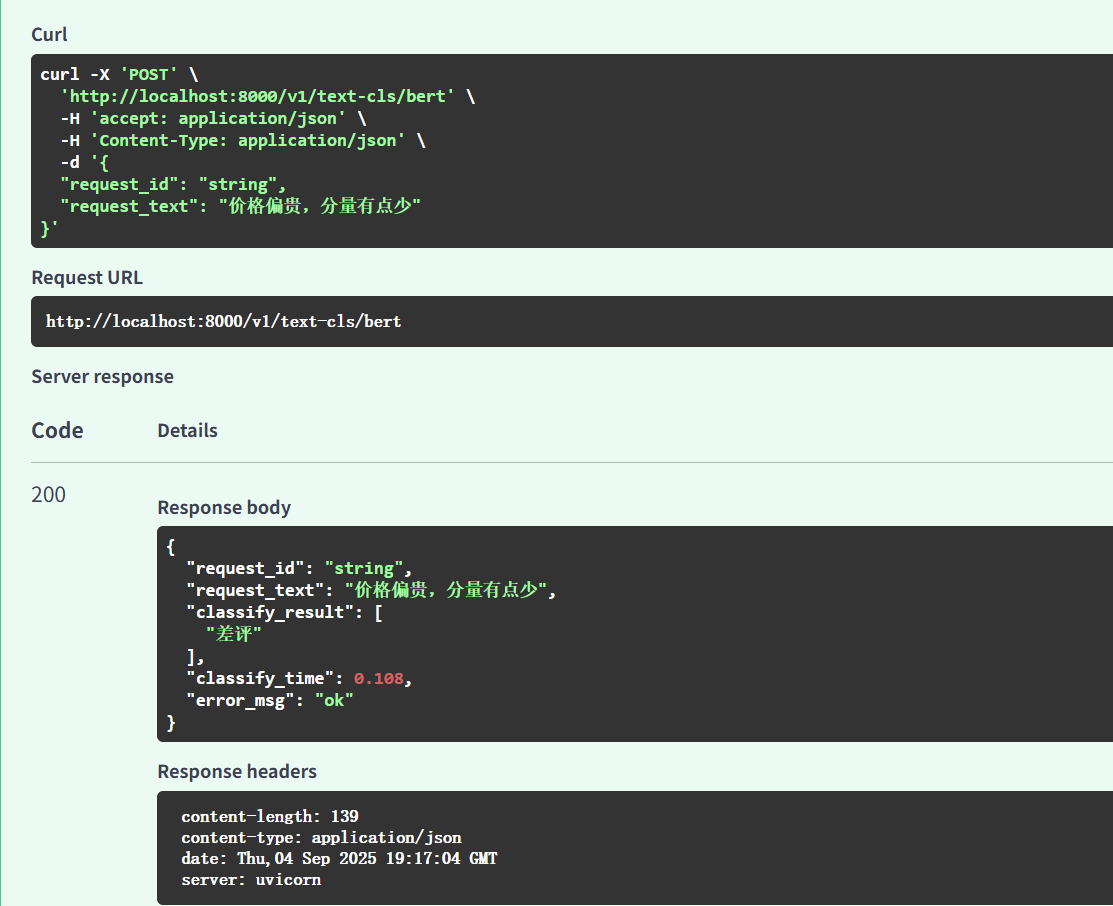 Curl
curl -X 'POST' \
  'http://localhost:8000/v1/text-cls/bert' \
  -H 'accept: application/json' \
  -H 'Content-Type: application/json' \
  -d '{
  "request_id": "string",
  "request_text": "价格偏贵，分量有点少"
}'
Request URL
http://localhost:8000/v1/text-cls/bert
Server response
Code Details
200
Response body
{
  "request_id": "string",
  "request_text": "价格偏贵，分量有点少",
  "classify_result": [
    "差评"
  ],
  "classify_time": 0.108,
  "error_msg": "ok"
}
Response headers
content-length: 139
content-type: application/json
date: Thu,04 Sep 2025 19:17:04 GMT
server: uvicorn